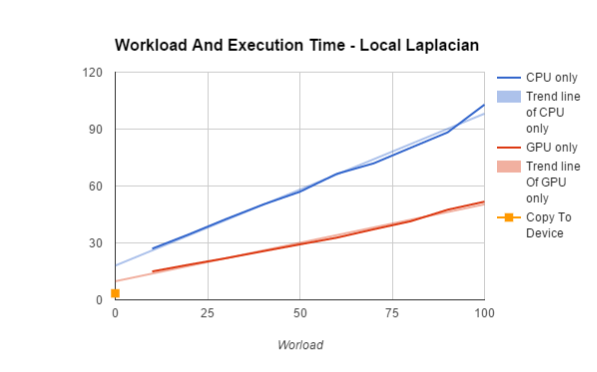 Workload And Execution Time - Local Laplacian
120
90
60
30
0
0 25 50 75 100
Worload
CPU only
Trend line
of CPU
only
GPU only
Trend line
Of GPU
only
Copy To
Device